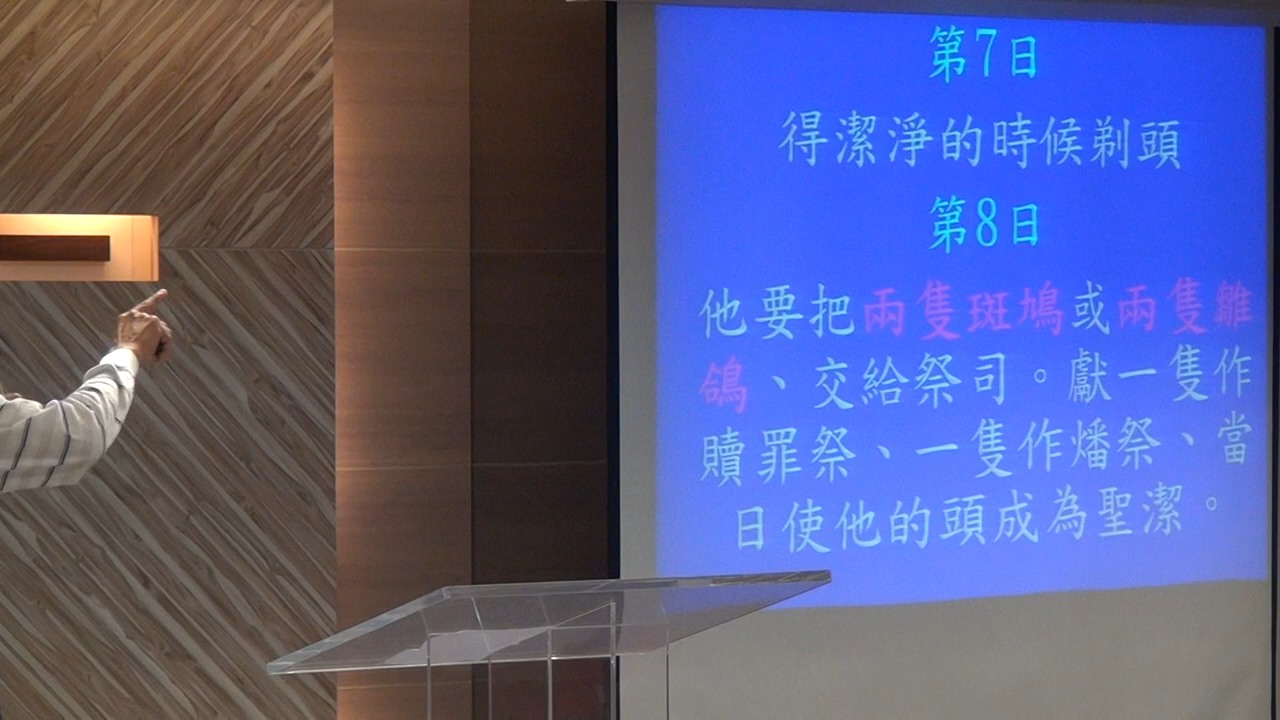 第7日
得潔淨的時候剃頭
第8日
他要把兩隻斑鳩或兩隻雛
鴿、交給祭司。獻一隻作
贖罪祭、一隻作燔祭、當
日使他的頭成為聖潔。